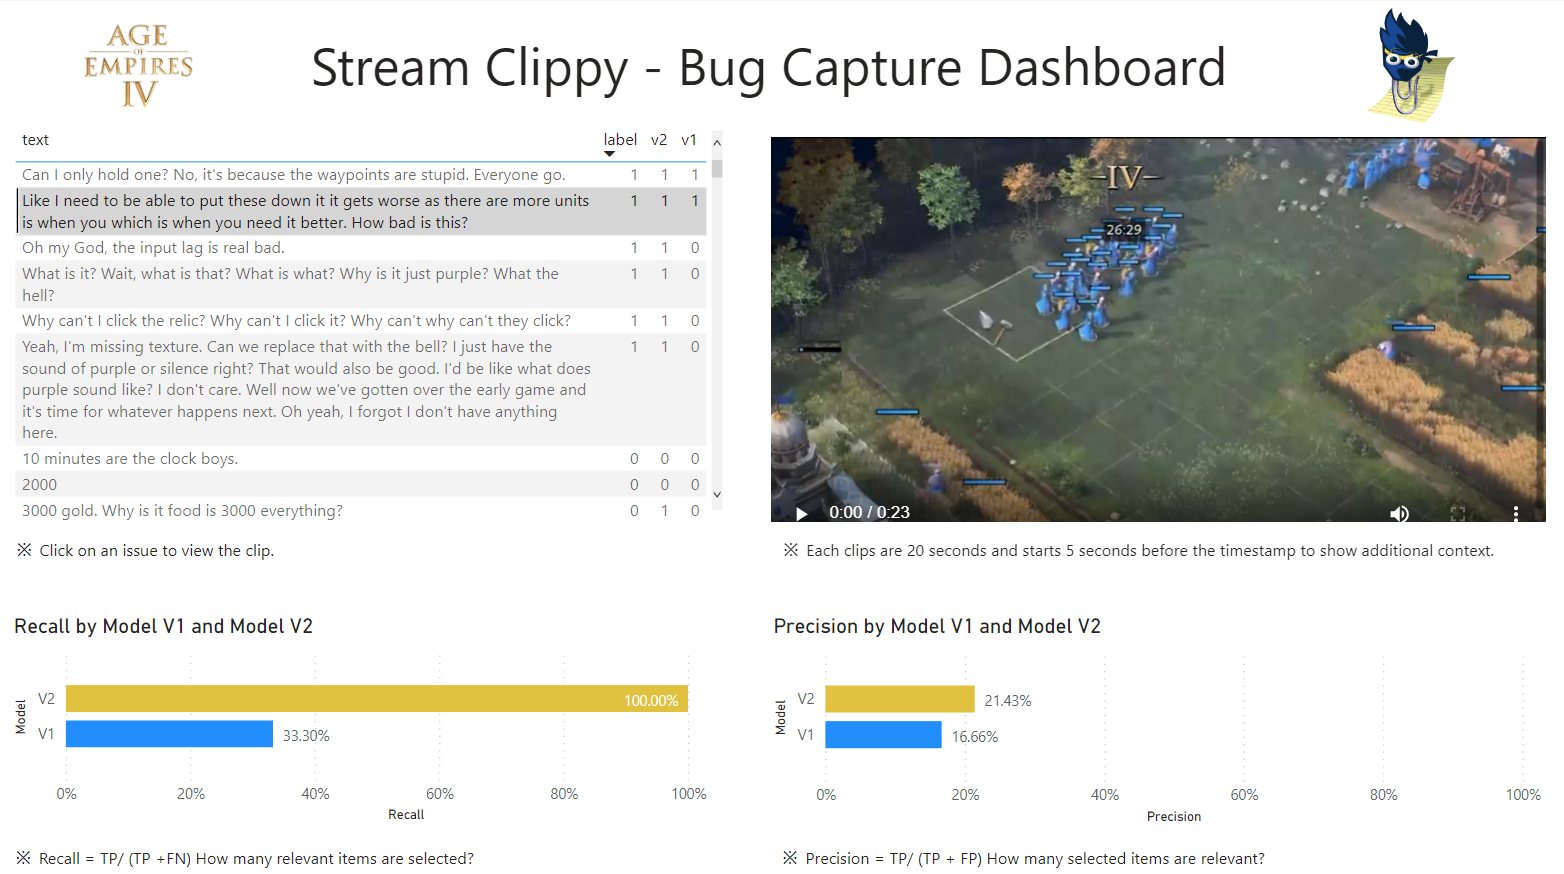 AGE
OF
EMPIRES
IV
Stream Clippy - Bug Capture Dashboard
text label v2 v1
Can I only hold one? No, it's because the waypoints are stupid. Everyone go. 1 1 1
Like I need to be able to put these down it it gets worse as there are more units 1 1 1
is when you which is when you need it better. How bad is this?
Oh my God, the input lag is real bad. 1 1 0
What is it? Wait, what is that? What is what? Why is it just purple? What the 1 1 0
hell?
Why can't I click the relic? Why can't I click it? Why can't why can't they click? 1 1 0
Yeah, I'm missing texture. Can we replace that with the bell? I just have the 1 1 0
sound of purple or silence right? That would also be good. I'd be like what does
purple sound like? I don't care. Well now we've gotten over the early game and
it's time for whatever happens next. Oh yeah, I forgot I don't have anything
here.
10 minutes are the clock boys. 0 0 0
2000 0 0 0
3000 gold. Why is it food is 3000 everything? 0 1 0
IV
26:29
0:00 / 0:23
※ Click on an issue to view the clip.
※ Each clips are 20 seconds and starts 5 seconds before the timestamp to show additional context.
Recall by Model V1 and Model V2
Model
V2 100.00%
V1 33.30%
0% 20% 40% 60% 80% 100%
Recall
※ Recall = TP/ (TP +FN) How many relevant items are selected?
Precision by Model V1 and Model V2
Model
V2 21.43%
V1 16.66%
0% 20% 40% 60% 80% 100%
Precision
※ Precision = TP/ (TP + FP) How many selected items are relevant?